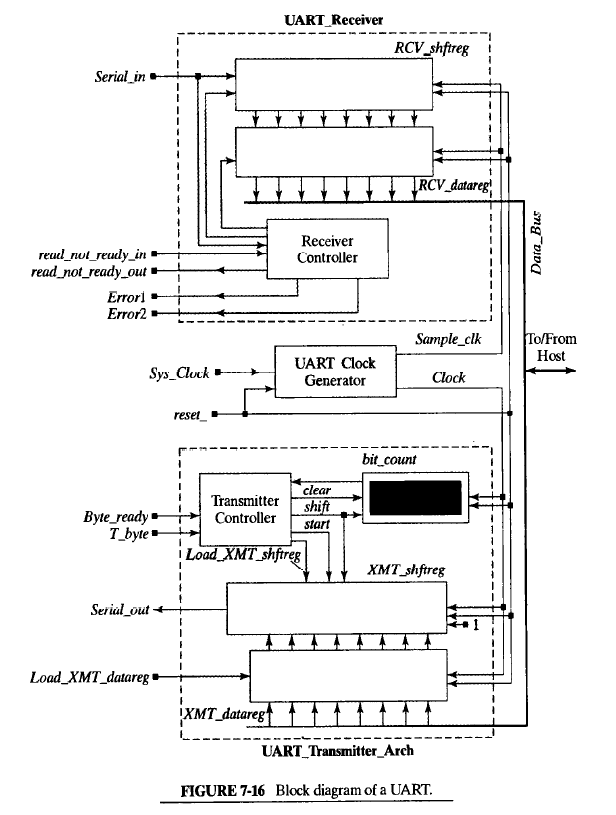 UART_Receiver
RCV_shftreg
Serial_in
RCV_datareg
Data_Bus
Receiver
Controller
read_not_ready_in
read_not_ready_out
Error1
Error2
Sample_clk
To/From
Host
UART Clock
Generator
Sys_Clock
Clock
reset_
bit_count
Transmitter
Controller
clear
shift
start
Byte_ready
T_byte
Load_XMT_shftreg
XMT_shftreg
Serial_out
1
Load_XMT_datareg
XMT_datareg
UART_Transmitter_Arch
FIGURE 7-16 Block diagram of a UART.